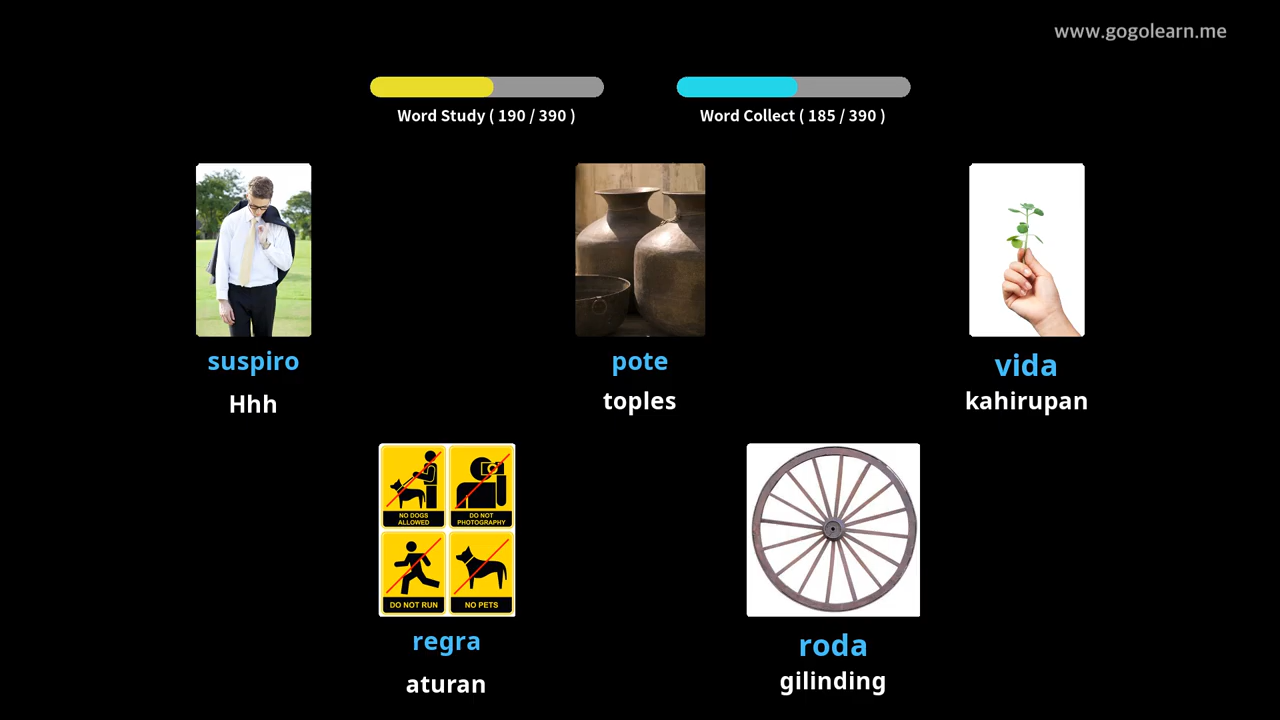 www.gogolearn.me
Word Study ( 190 / 390 )
Word Collect ( 185 / 390 )
suspiro
Hhh
pote
toples
vida
kahirupan
NO DOGS
ALLOWED
DO NOT
PHOTOGRAPHY
DO NOT RUN
NO PETS
regra
aturan
roda
gilinding